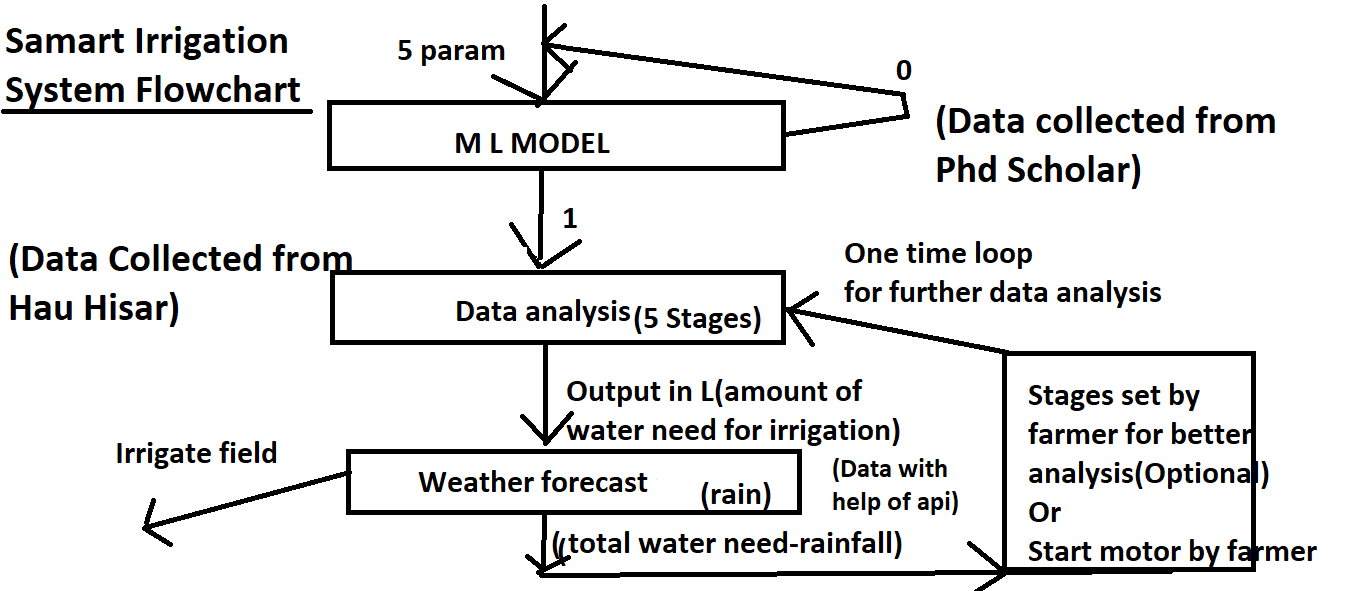 Samart Irrigation
System Flowchart
5 param
0
M L MODEL
(Data collected from
Phd Scholar)
1
(Data Collected from
Hau Hisar)
One time loop
for further data analysis
Data analysis(5 Stages)
Output in L(amount of
water need for irrigation)
Stages set by
farmer for better
analysis(Optional)
Or
Start motor by farmer
Irrigate field
Weather forecast (rain)
(Data with
help of api)
((total water need-rainfall)